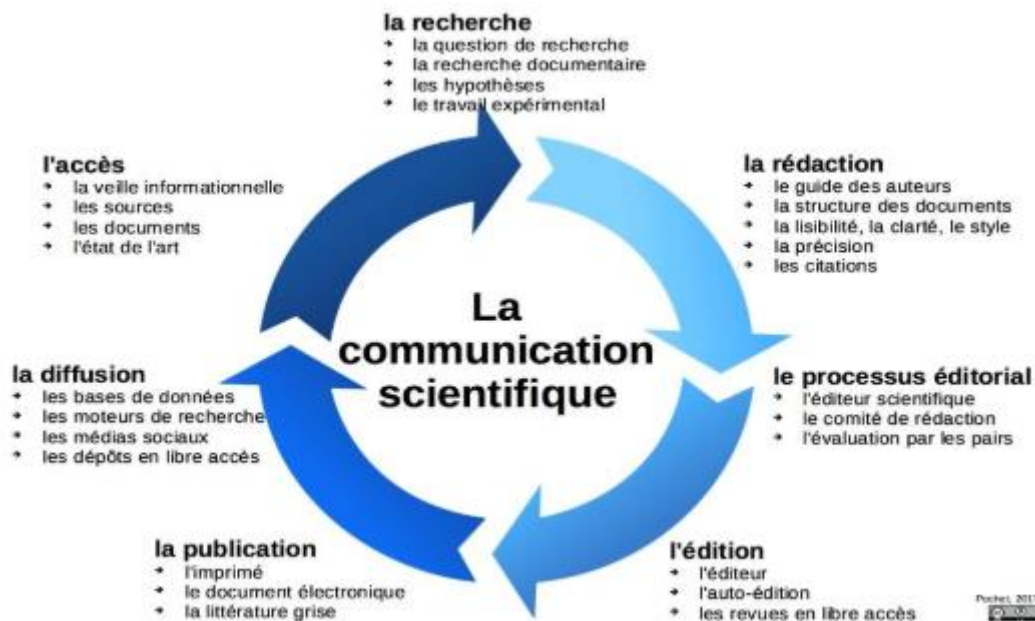 la recherche
la question de recherche
la recherche documentaire
les hypothèses
le travail expérimental
l'accès
la veille informationnelle
les sources
les documents
l'état de l'art
la rédaction
le guide des auteurs
la structure des documents
la lisibilité, la clarté, le style
la précision
les citations
La
communication
scientifique
la diffusion
les bases de données
les moteurs de recherche
les médias sociaux
les dépôts en libre accès
le processus éditorial
l'éditeur scientifique
le comité de rédaction
l'évaluation par les pairs
la publication
l'imprimé
le document électronique
la littérature grise
l'édition
l'éditeur
l'auto-édition
les revues en libre accès
Pochet,